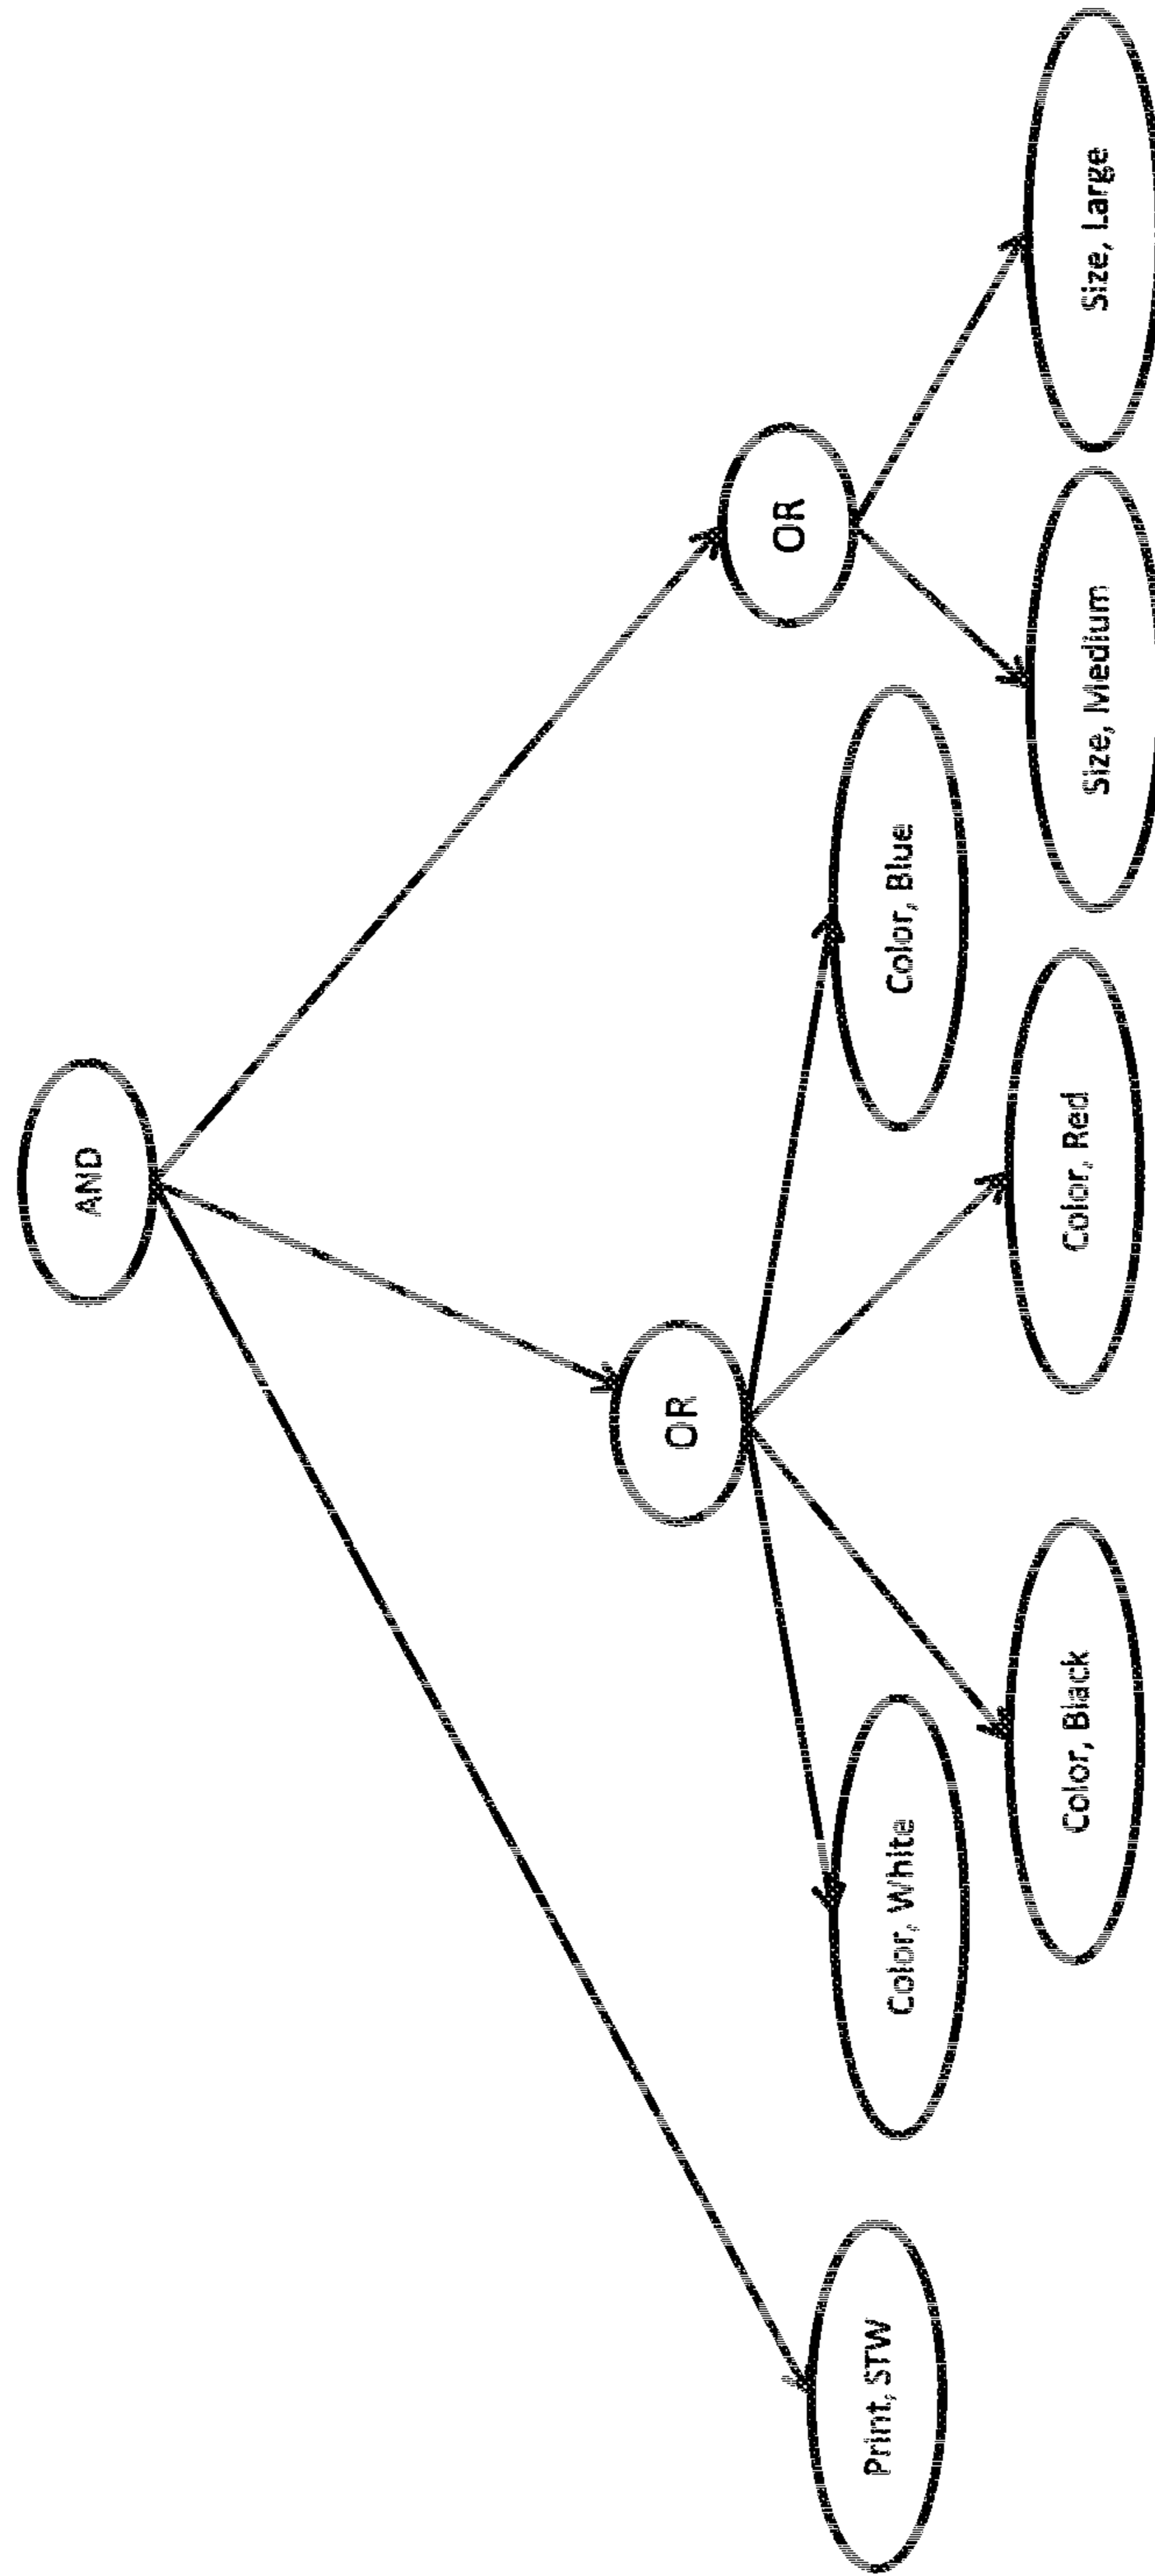 AND
OR
OR
Print, STW
Color, White
Color, Blue
Color, Black
Color, Red
Size, Medium
Size, Large